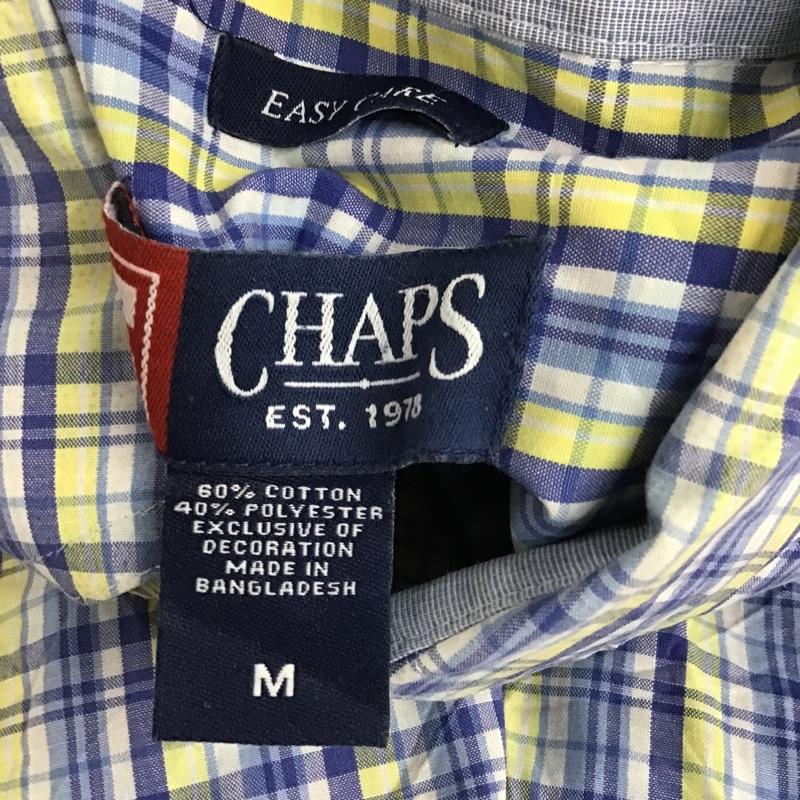 EASY CARE
CHAPS
EST. 1978
60% COTTON
40% POLYESTER
EXCLUSIVE OF
DECORATION
MADE IN
BANGLADESH
M